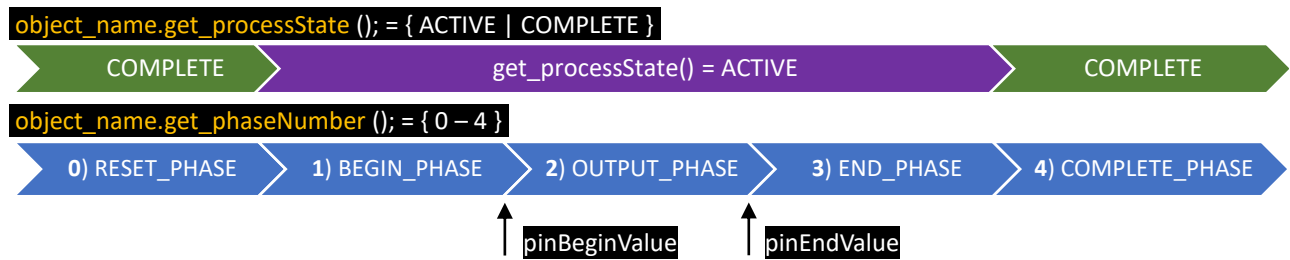 object_name.get_processState (); = { ACTIVE | COMPLETE }
COMPLETE get_processState() = ACTIVE COMPLETE
object_name.get_phaseNumber (); = { 0 – 4 }
0) RESET_PHASE 1) BEGIN_PHASE 2) OUTPUT_PHASE 3) END_PHASE 4) COMPLETE_PHASE
pinBeginValue pinEndValue